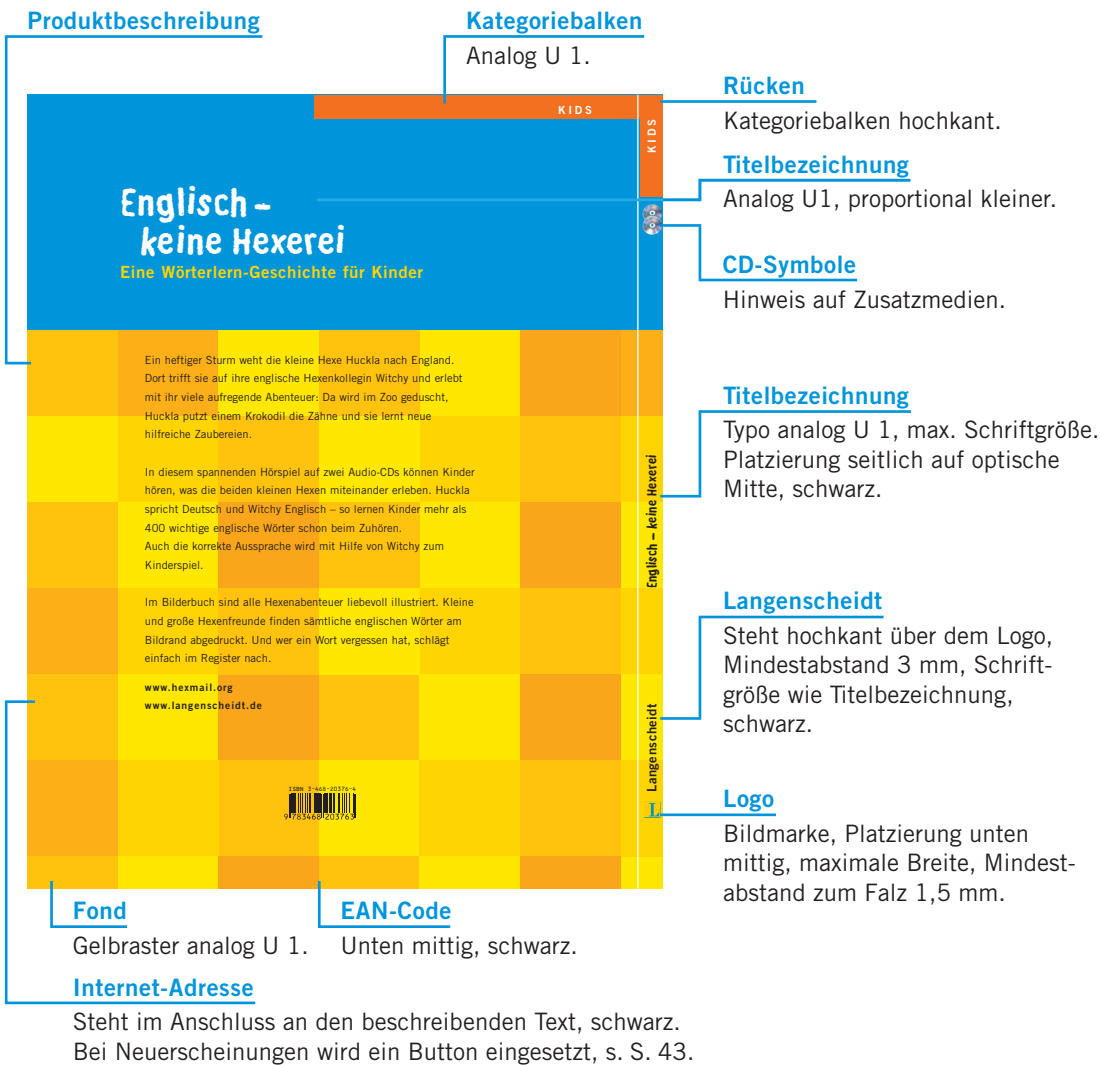 Produktbeschreibung
Kategoriebalken
Analog U 1.
Rücken
Kategoriebalken hochkant.
Titelbezeichnung
Analog U1, proportional kleiner.
CD-Symbole
Hinweis auf Zusatzmedien.
Titelbezeichnung
Typo analog U 1, max. Schriftgröße.
Platzierung seitlich auf optische
Mitte, schwarz.
Langenscheidt
Steht hochkant über dem Logo,
Mindestabstand 3 mm, Schrift-
größe wie Titelbezeichnung,
schwarz.
Logo
Bildmarke, Platzierung unten
mittig, maximale Breite, Mindest-
abstand zum Falz 1,5 mm.
KIDS
KIDS
Englisch –
keine Hexerei
Eine Wörterlern-Geschichte für Kinder
Ein heftiger Sturm weht die kleine Hexe Huckla nach England.
Dort trifft sie auf ihre englische Hexenkollegin Witchy und erlebt
mit ihr viele aufregende Abenteuer: Da wird im Zoo geduscht,
Huckla putzt einem Krokodil die Zähne und sie lernt neue
hilfreiche Zaubereien.
In diesem spannenden Hörspiel auf zwei Audio-CDs können Kinder
hören, was die beiden kleinen Hexen miteinander erleben. Huckla
spricht Deutsch und Witchy Englisch – so lernen Kinder mehr als
400 wichtige englische Wörter schon beim Zuhören.
Auch die korrekte Aussprache wird mit Hilfe von Witchy zum
Kinderspiel.
Im Bilderbuch sind alle Hexenabenteuer liebevoll illustriert. Kleine
und große Hexenfreunde finden sämtliche englischen Wörter am
Bildrand abgedruckt. Und wer ein Wort vergessen hat, schlägt
einfach im Register nach.
www.hexmail.org
www.langenscheidt.de
Englisch – keine Hexerei
Langenscheidt
L
ISBN 3-468-20376-4
9 783468 203763
Fond
Gelbraster analog U 1.
EAN-Code
Unten mittig, schwarz.
Internet-Adresse
Steht im Anschluss an den beschreibenden Text, schwarz.
Bei Neuerscheinungen wird ein Button eingesetzt, s. S. 43.